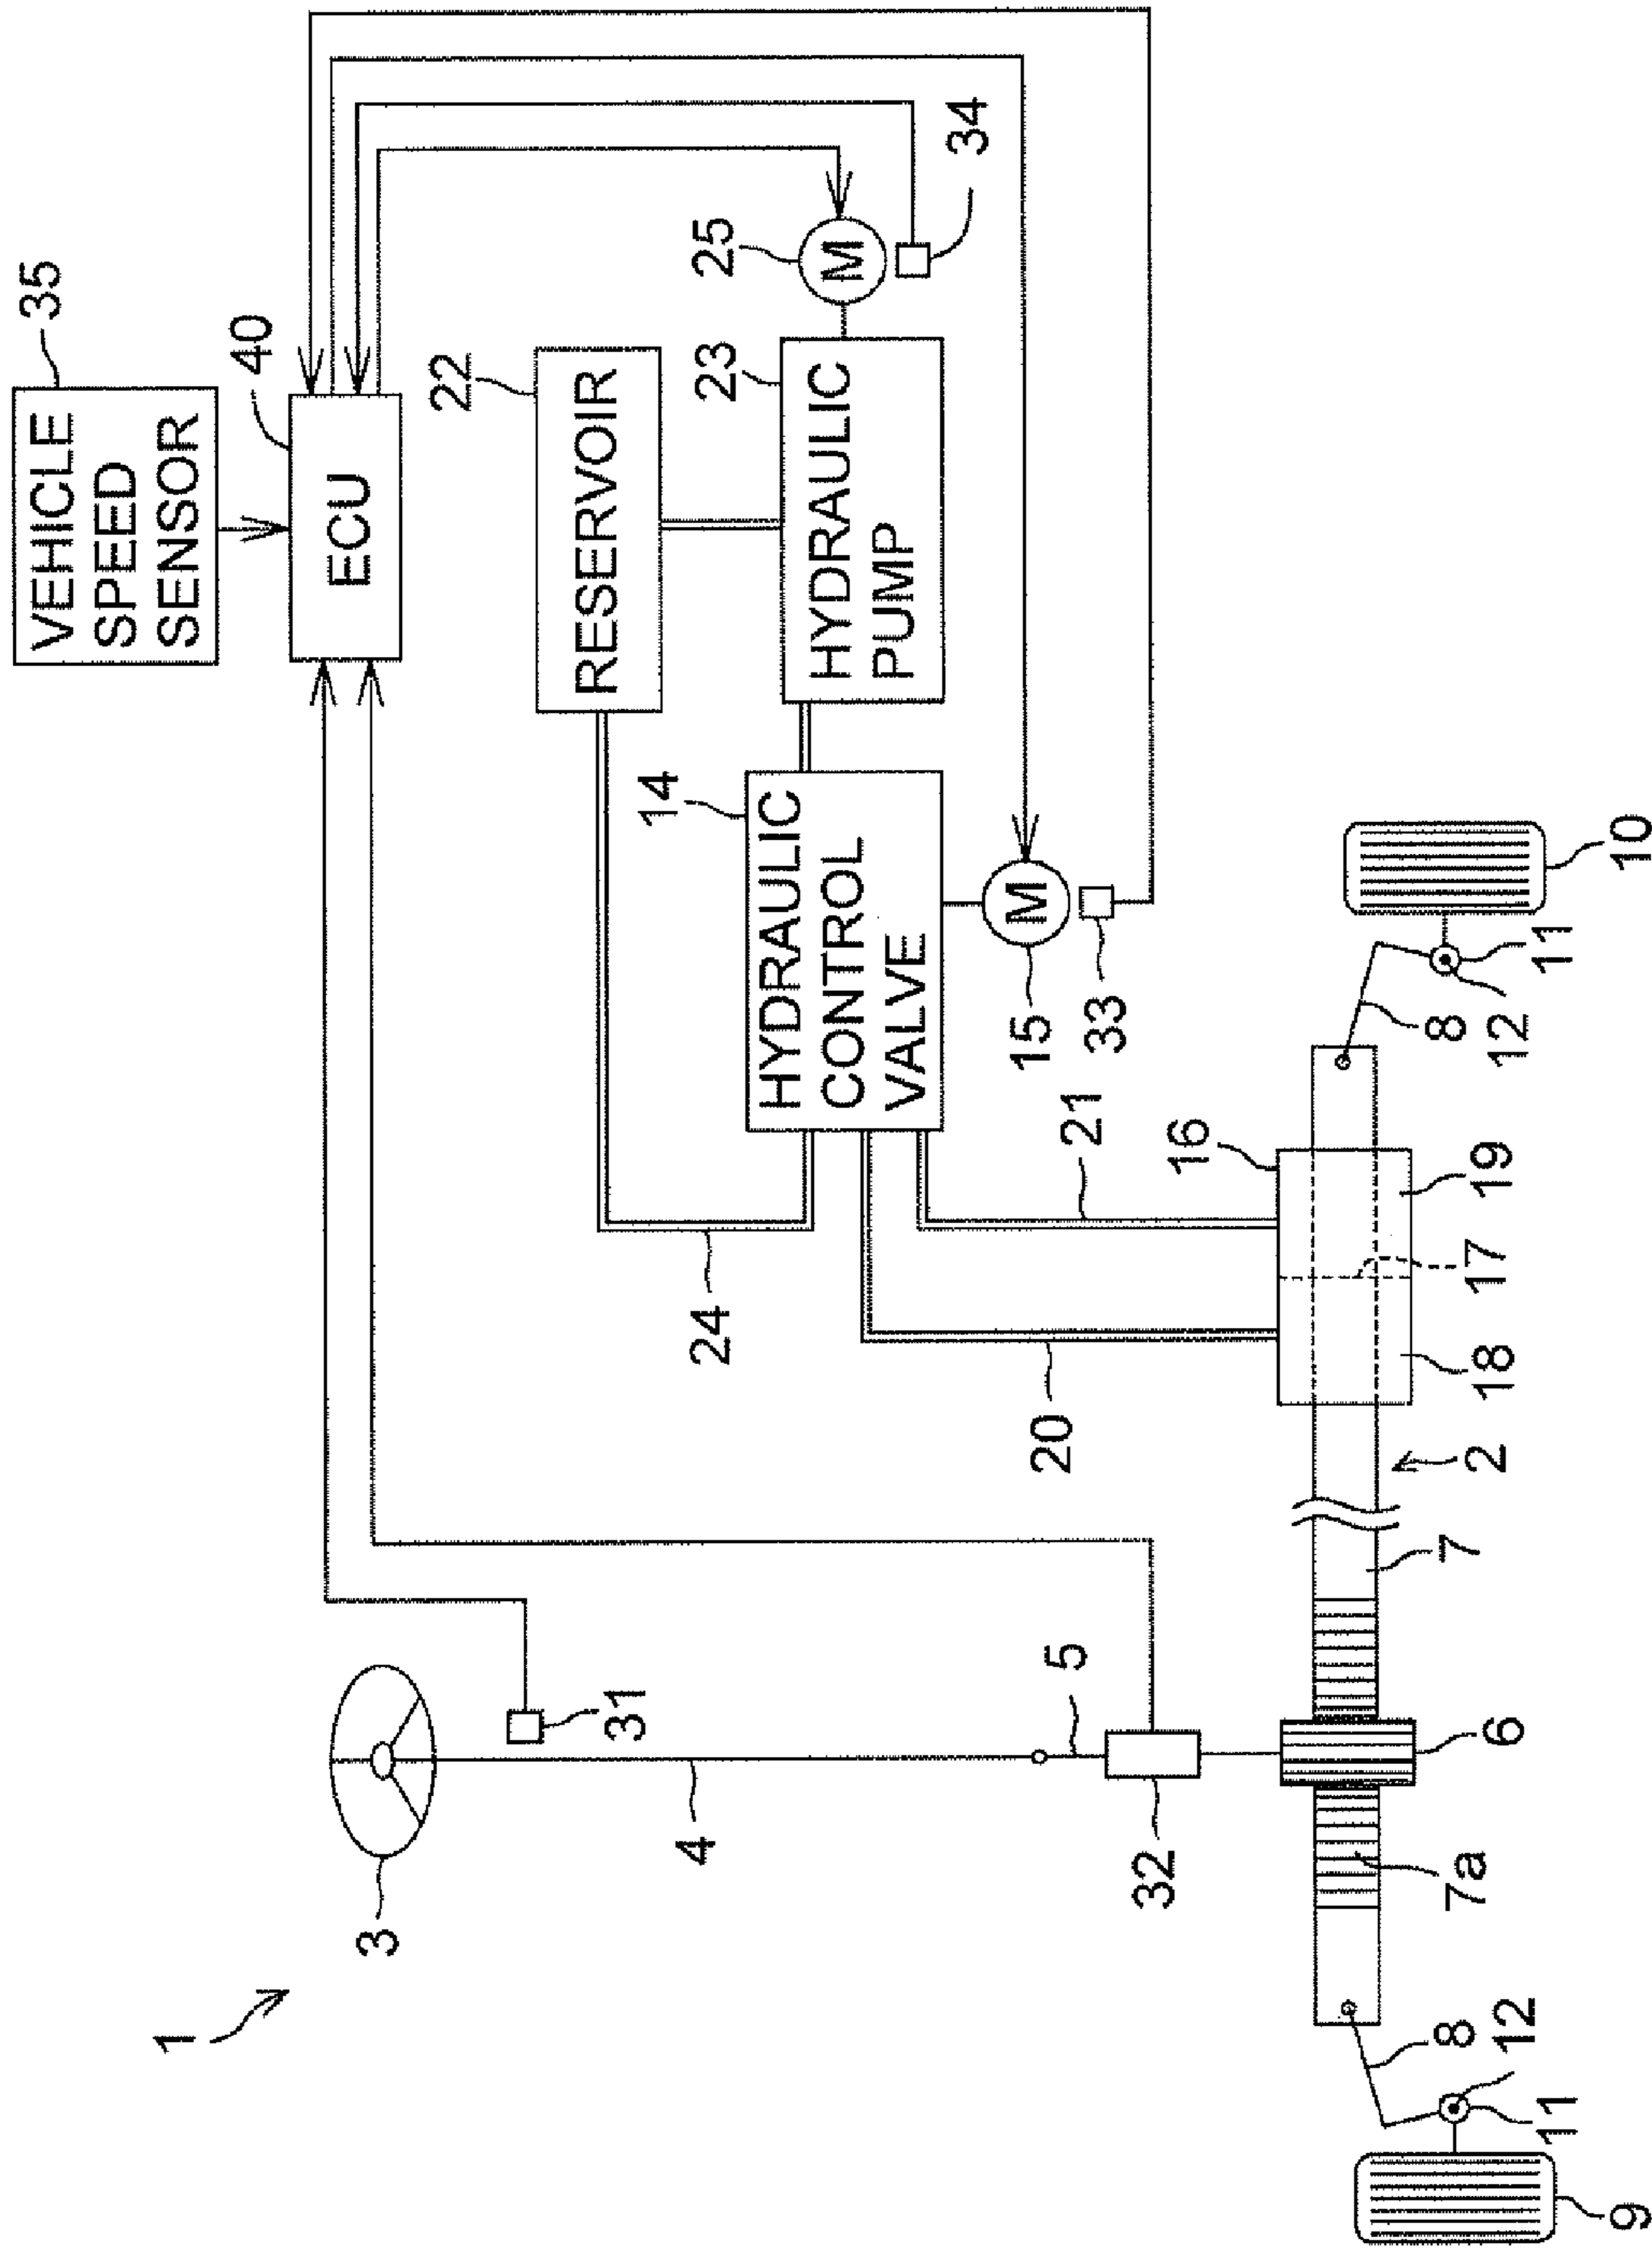 1
3
4
31
5
32
6
7a
7
2
8
12
11
9
VEHICLE
SPEED
SENSOR
35
ECU
40
RESERVOIR
22
HYDRAULIC
PUMP
23
M
25
34
HYDRAULIC
CONTROL
VALVE
14
M
15
33
24
20
21
16
17
18
19
8
12
11
10